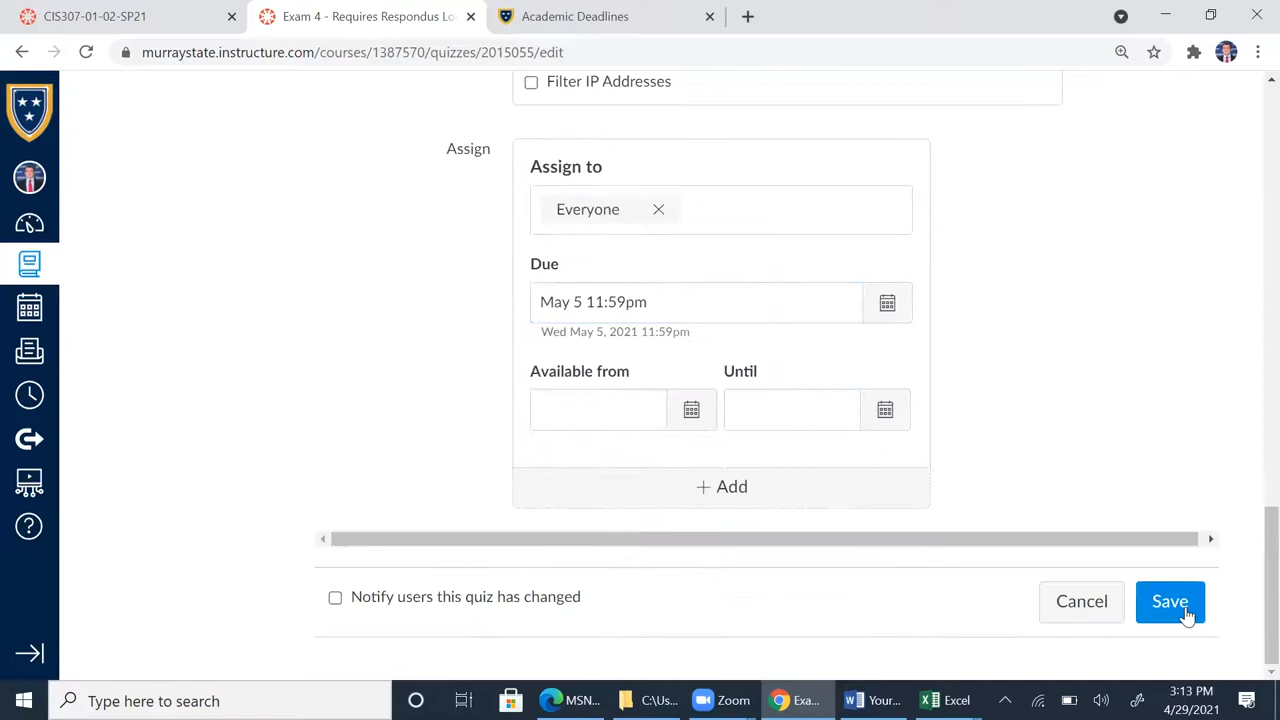 CIS307-01-02-SP21
Exam 4 - Requires Respondus Lo
Academic Deadlines
murraystate.instructure.com/courses/1387570/quizzes/2015055/edit
Filter IP Addresses
Assign
Assign to
Everyone
Due
May 5 11:59pm
Wed May 5, 2021 11:59pm
Available from
Until
+ Add
Notify users this quiz has changed
Cancel
Save
Type here to search
MSN...
C:\Us...
Zoom
Exa...
Your...
Excel
3:13 PM
4/29/2021